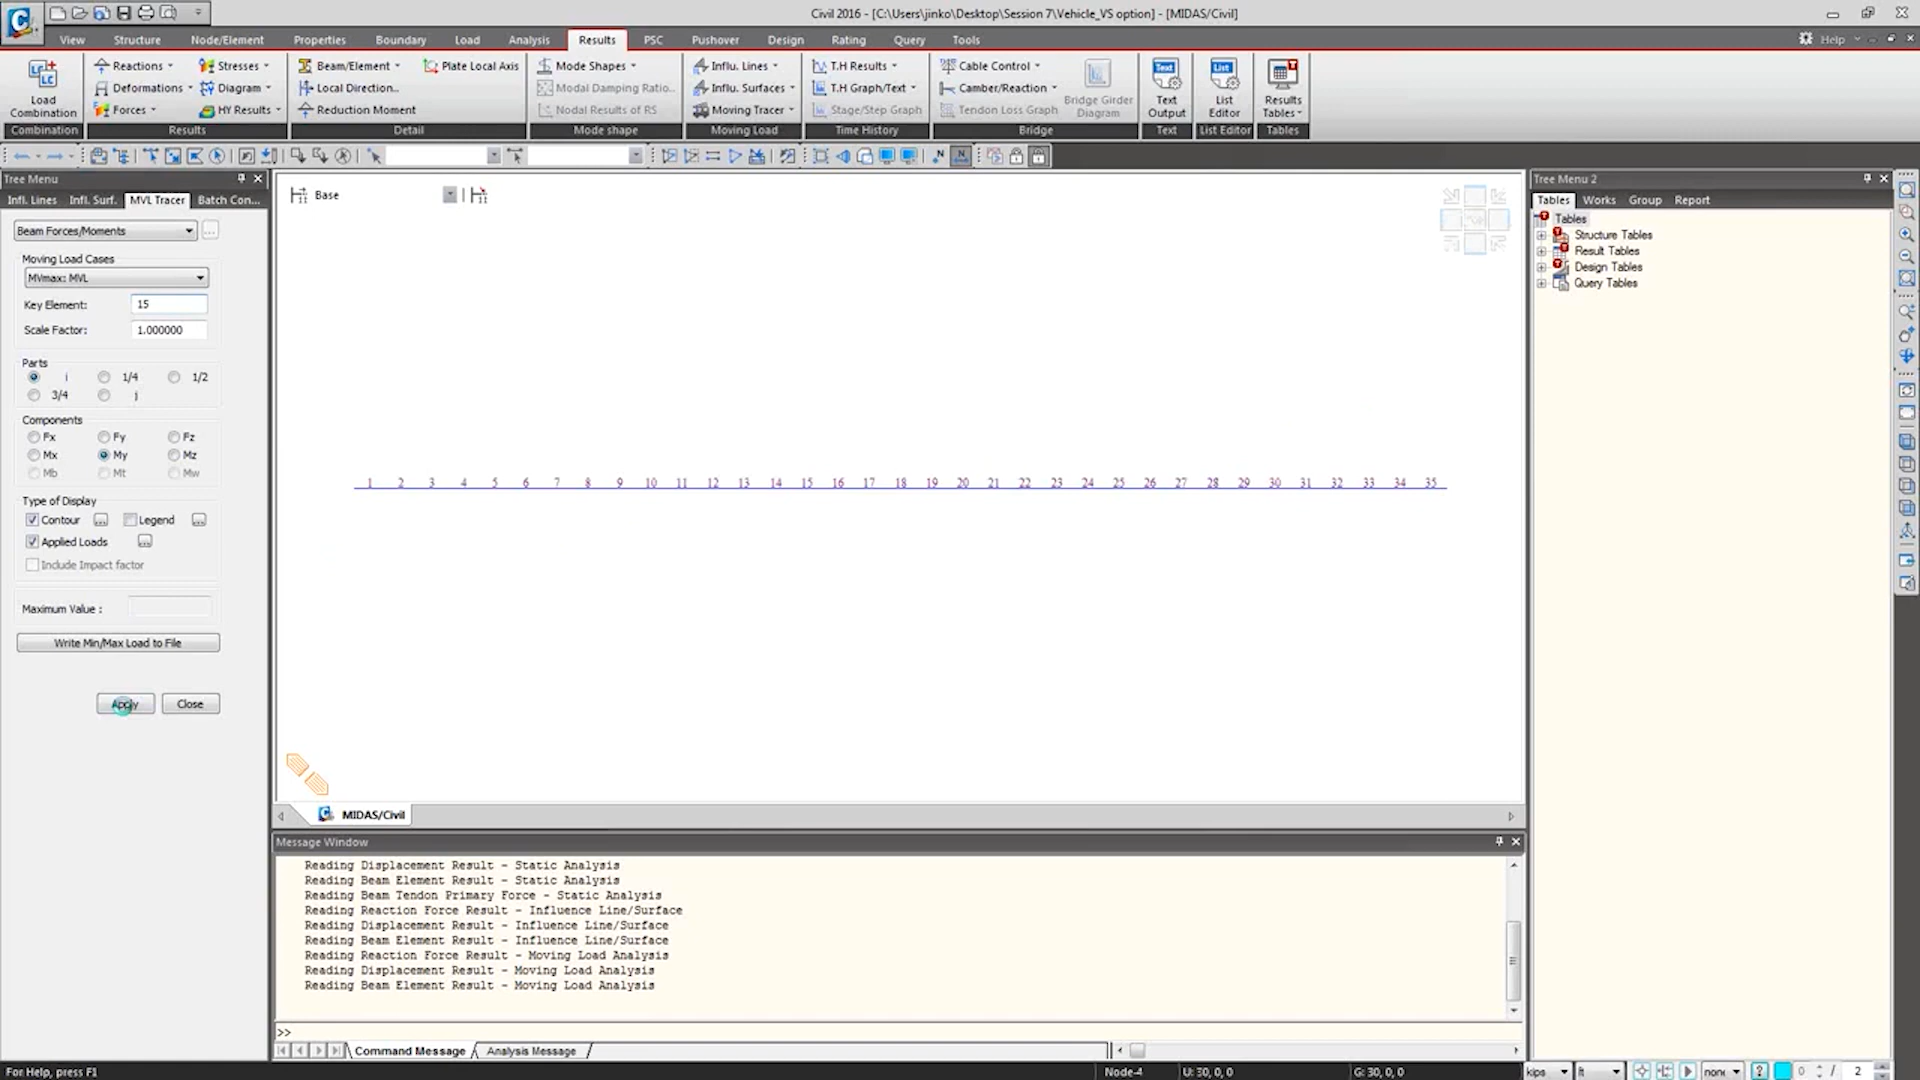 Civil 2016 - [C:\Users\jinko\Desktop\Session 7\Vehicle_VS option] - [MIDAS/Civil]
View Structure Node/Element Properties Boundary Load Analysis Results PSC Pushover Design Rating Query Tools Help
Reactions Stresses Beam/Element Plate Local Axis Mode Shapes Influ. Lines T.H Results Cable Control
Deformations Diagram Local Direction... Modal Damping Ratio... Influ. Surfaces T.H Graph/Text Camber/Reaction
Forces HY Results Reduction Moment Nodal Results of RS Moving Tracer Stage/Step Graph Tendon Loss Graph
Load Combination
Bridge Girder Diagram
Text Output
List Editor
Results Tables
Combination Results Detail Mode shape Moving Load Time History Bridge Text List Editor Tables
Tree Menu
Infl. Lines Infl. Surf. MVL Tracer Batch Con...
Beam Forces/Moments ...
Moving Load Cases
MVmax: MVL
Key Element: 15
Scale Factor: 1.000000
Parts
i 1/4 1/2
3/4 j
Components
Fx Fy Fz
Mx My Mz
Mb Mt Mw
Type of Display
Contour ... Legend ...
Applied Loads ...
Include Impact factor
Maximum Value :
Write Min/Max Load to File
Apply Close
Base
1 2 3 4 5 6 7 8 9 10 11 12 13 14 15 16 17 18 19 20 21 22 23 24 25 26 27 28 29 30 31 32 33 34 35
MIDAS/Civil
Message Window
Reading Displacement Result - Static Analysis
Reading Beam Element Result - Static Analysis
Reading Beam Tendon Primary Force - Static Analysis
Reading Reaction Force Result - Influence Line/Surface
Reading Displacement Result - Influence Line/Surface
Reading Beam Element Result - Influence Line/Surface
Reading Reaction Force Result - Moving Load Analysis
Reading Displacement Result - Moving Load Analysis
Reading Beam Element Result - Moving Load Analysis
>>
Command Message Analysis Message
Tree Menu 2
Tables Works Group Report
Tables
Structure Tables
Result Tables
Design Tables
Query Tables
For Help, press F1 Node-4 U: 30, 0, 0 G: 30, 0, 0 kips ft none ? 0 / 2